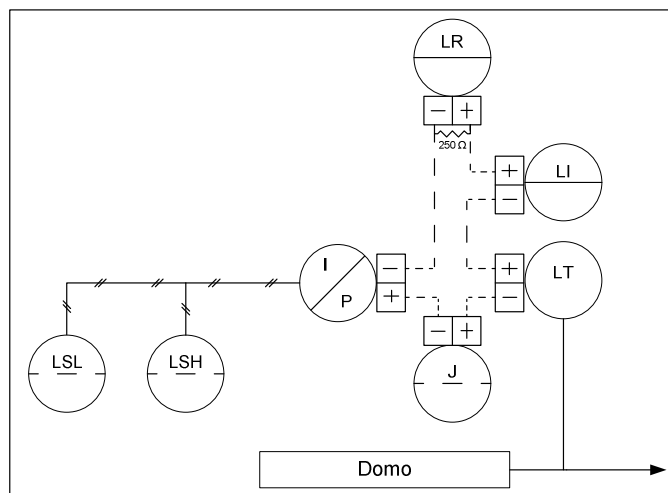 LR
− +
250 Ω
+
−
LI
I
P
−
+
+
−
LT
− +
J
LSL
LSH
Domo